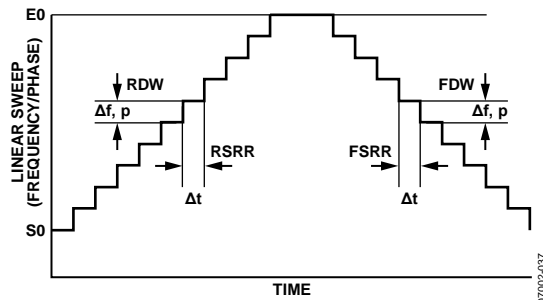 E0
RDW
FDW
Δf, p
Δf, p
LINEAR SWEEP
(FREQUENCY/PHASE)
RSRR
FSRR
Δt
Δt
S0
TIME
07002-037